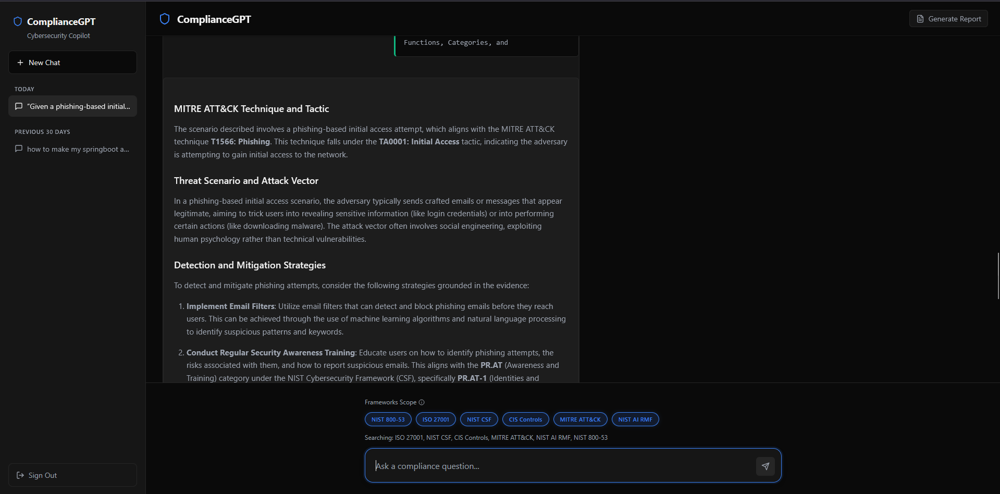 ComplianceGPT
Cybersecurity Copilot
New Chat
TODAY
"Given a phishing-based initial...
PREVIOUS 30 DAYS
how to make my springboot a...
Sign Out
ComplianceGPT
Generate Report
Functions, Categories, and
MITRE ATT&CK Technique and Tactic
The scenario described involves a phishing-based initial access attempt, which aligns with the MITRE ATT&CK
technique T1566: Phishing. This technique falls under the TA0001: Initial Access tactic, indicating the adversary
is attempting to gain initial access to the network.
Threat Scenario and Attack Vector
In a phishing-based initial access scenario, the adversary typically sends crafted emails or messages that appear
legitimate, aiming to trick users into revealing sensitive information (like login credentials) or into performing
certain actions (like downloading malware). The attack vector often involves social engineering, exploiting
human psychology rather than technical vulnerabilities.
Detection and Mitigation Strategies
To detect and mitigate phishing attempts, consider the following strategies grounded in the evidence:
1. Implement Email Filters: Utilize email filters that can detect and block phishing emails before they reach
users. This can be achieved through the use of machine learning algorithms and natural language processing
to identify suspicious patterns and keywords.
2. Conduct Regular Security Awareness Training: Educate users on how to identify phishing attempts, the
risks associated with them, and how to report suspicious emails. This aligns with the PR.AT (Awareness and
Training) category under the NIST Cybersecurity Framework (CSF), specifically PR.AT-1 (Identities and
Frameworks Scope
NIST 800-53
ISO 27001
NIST CSF
CIS Controls
MITRE ATT&CK
NIST AI RMF
Searching: ISO 27001, NIST CSF, CIS Controls, MITRE ATT&CK, NIST AI RMF, NIST 800-53
Ask a compliance question...